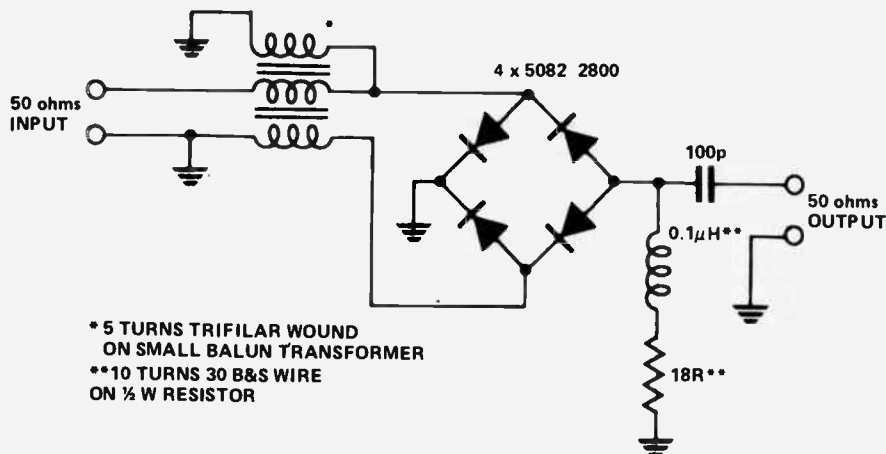 *
4 x 5082 2800
50 ohms
INPUT
100p
50 ohms
OUTPUT
0.1μH**
18R**
* 5 TURNS TRIFILAR WOUND
ON SMALL BALUN TRANSFORMER
**10 TURNS 30 B&S WIRE
ON ½ W RESISTOR